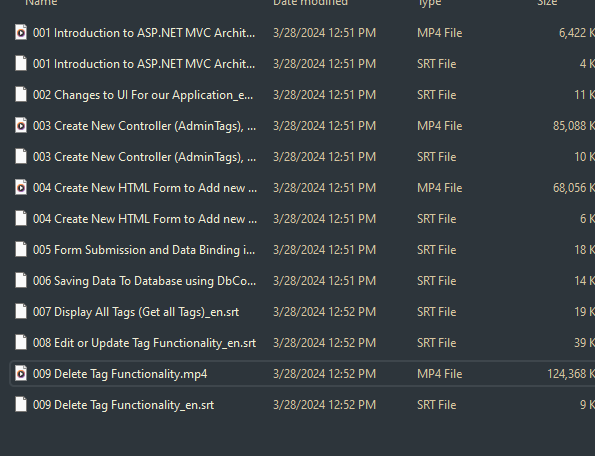 Name Date modified Type Size
001 Introduction to ASP.NET MVC Archit... 3/28/2024 12:51 PM MP4 File 6,422 K
001 Introduction to ASP.NET MVC Archit... 3/28/2024 12:51 PM SRT File 4 K
002 Changes to UI For our Application_e... 3/28/2024 12:51 PM SRT File 11 K
003 Create New Controller (AdminTags), ... 3/28/2024 12:51 PM MP4 File 85,088 K
003 Create New Controller (AdminTags), ... 3/28/2024 12:51 PM SRT File 10 K
004 Create New HTML Form to Add new ... 3/28/2024 12:51 PM MP4 File 68,056 K
004 Create New HTML Form to Add new ... 3/28/2024 12:51 PM SRT File 6 K
005 Form Submission and Data Binding i... 3/28/2024 12:51 PM SRT File 18 K
006 Saving Data To Database using DbCo... 3/28/2024 12:51 PM SRT File 14 K
007 Display All Tags (Get all Tags)_en.srt 3/28/2024 12:52 PM SRT File 19 K
008 Edit or Update Tag Functionality_en.srt 3/28/2024 12:52 PM SRT File 39 K
009 Delete Tag Functionality.mp4 3/28/2024 12:52 PM MP4 File 124,368 K
009 Delete Tag Functionality_en.srt 3/28/2024 12:52 PM SRT File 9 K